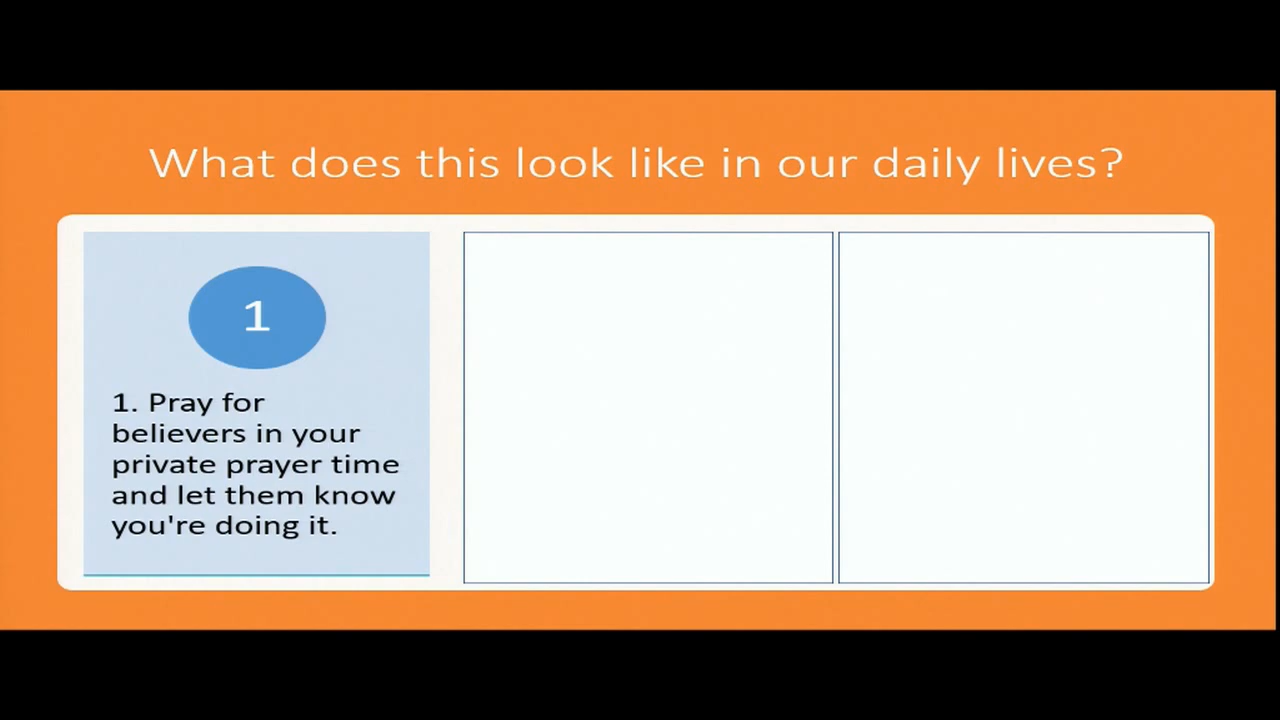 What does this look like in our daily lives?
1
1. Pray for
believers in your
private prayer time
and let them know
you're doing it.